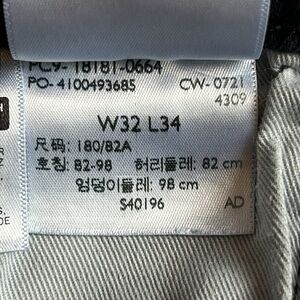 PC9- 18181-0664
PO- 4100493685 CW- 0721
4309
W32 L34
尺码: 180/82A
호칭: 82-98 허리둘레: 82 cm
엉덩이둘레: 98 cm
S40196 AD